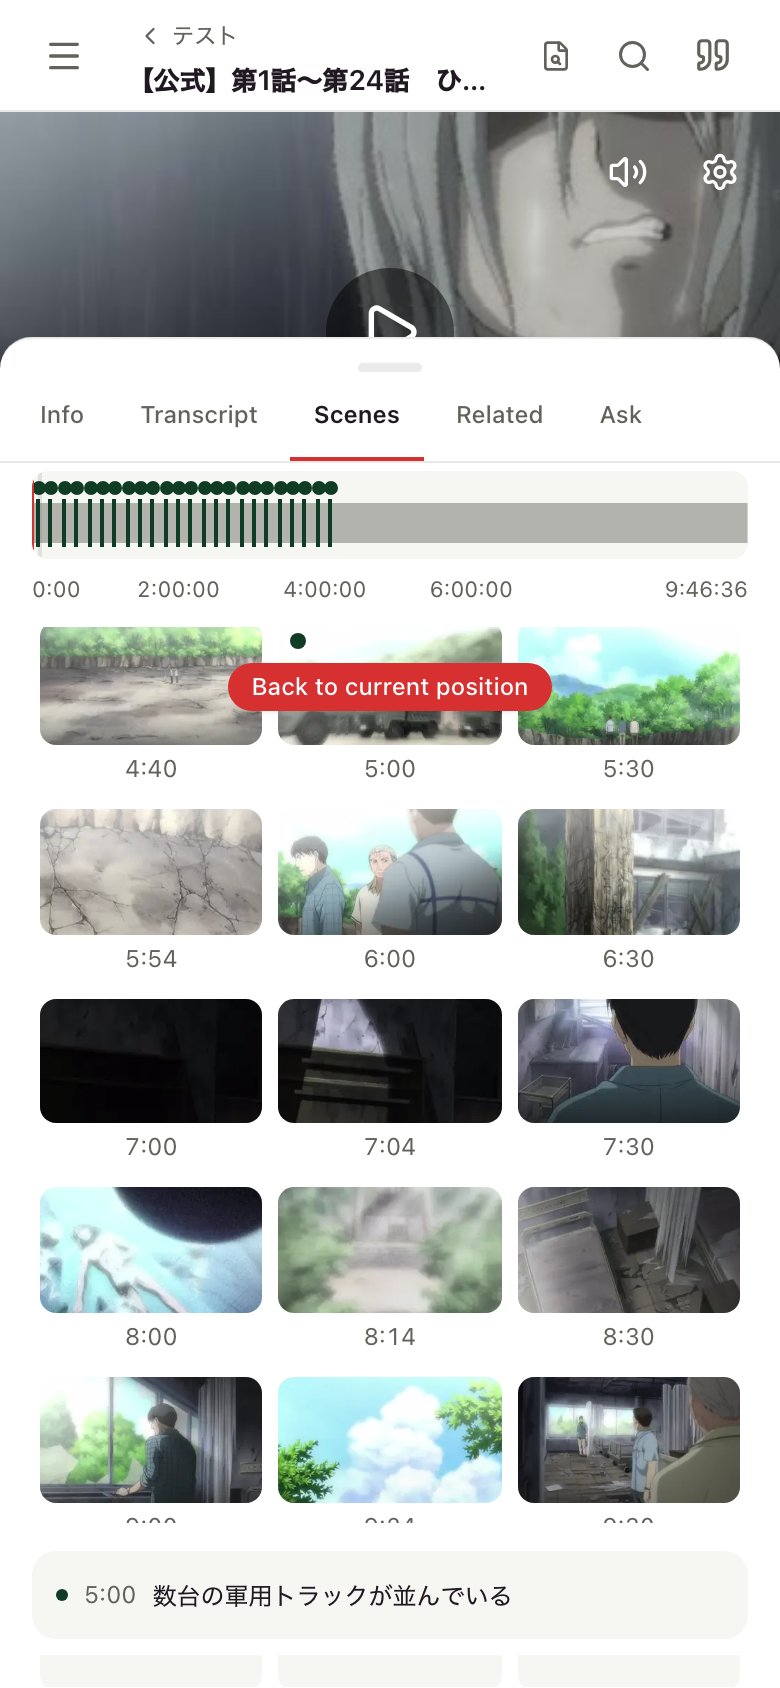 テスト
【公式】第1話〜第24話　ひ...
Info Transcript Scenes Related Ask
0:00 2:00:00 4:00:00 6:00:00 9:46:36
Back to current position
4:40 5:00 5:30
5:54 6:00 6:30
7:00 7:04 7:30
8:00 8:14 8:30
5:00 数台の軍用トラックが並んでいる